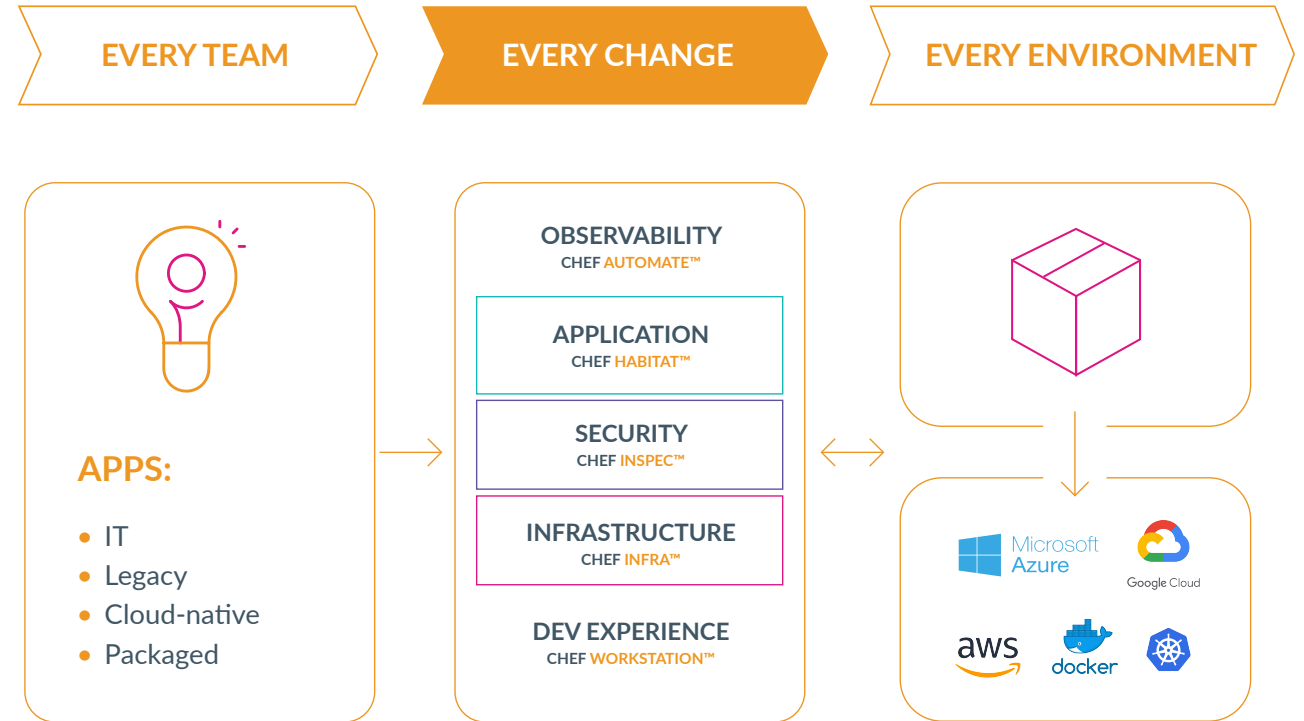 EVERY TEAM
EVERY CHANGE
EVERY ENVIRONMENT
APPS:
• IT
• Legacy
• Cloud-native
• Packaged
OBSERVABILITY
CHEF AUTOMATE™
APPLICATION
CHEF HABITAT™
SECURITY
CHEF INSPEC™
INFRASTRUCTURE
CHEF INFRA™
DEV EXPERIENCE
CHEF WORKSTATION™
Microsoft
Azure
Google Cloud
aws
docker